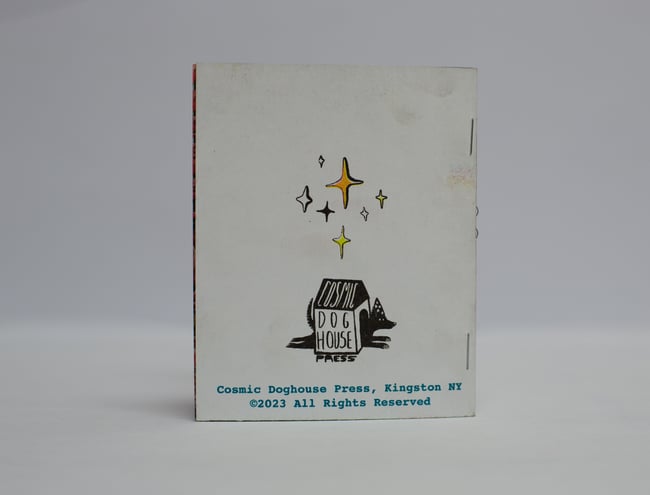 COSMIC
DOG
HOUSE
PRESS
Cosmic Doghouse Press, Kingston NY
©2023 All Rights Reserved